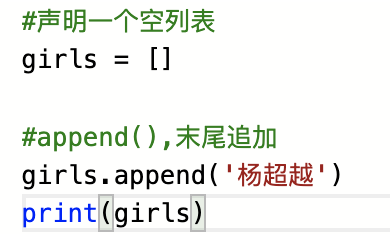 #声明一个空列表
girls = []
#append(),末尾追加
girls.append('杨超越')
print(girls)